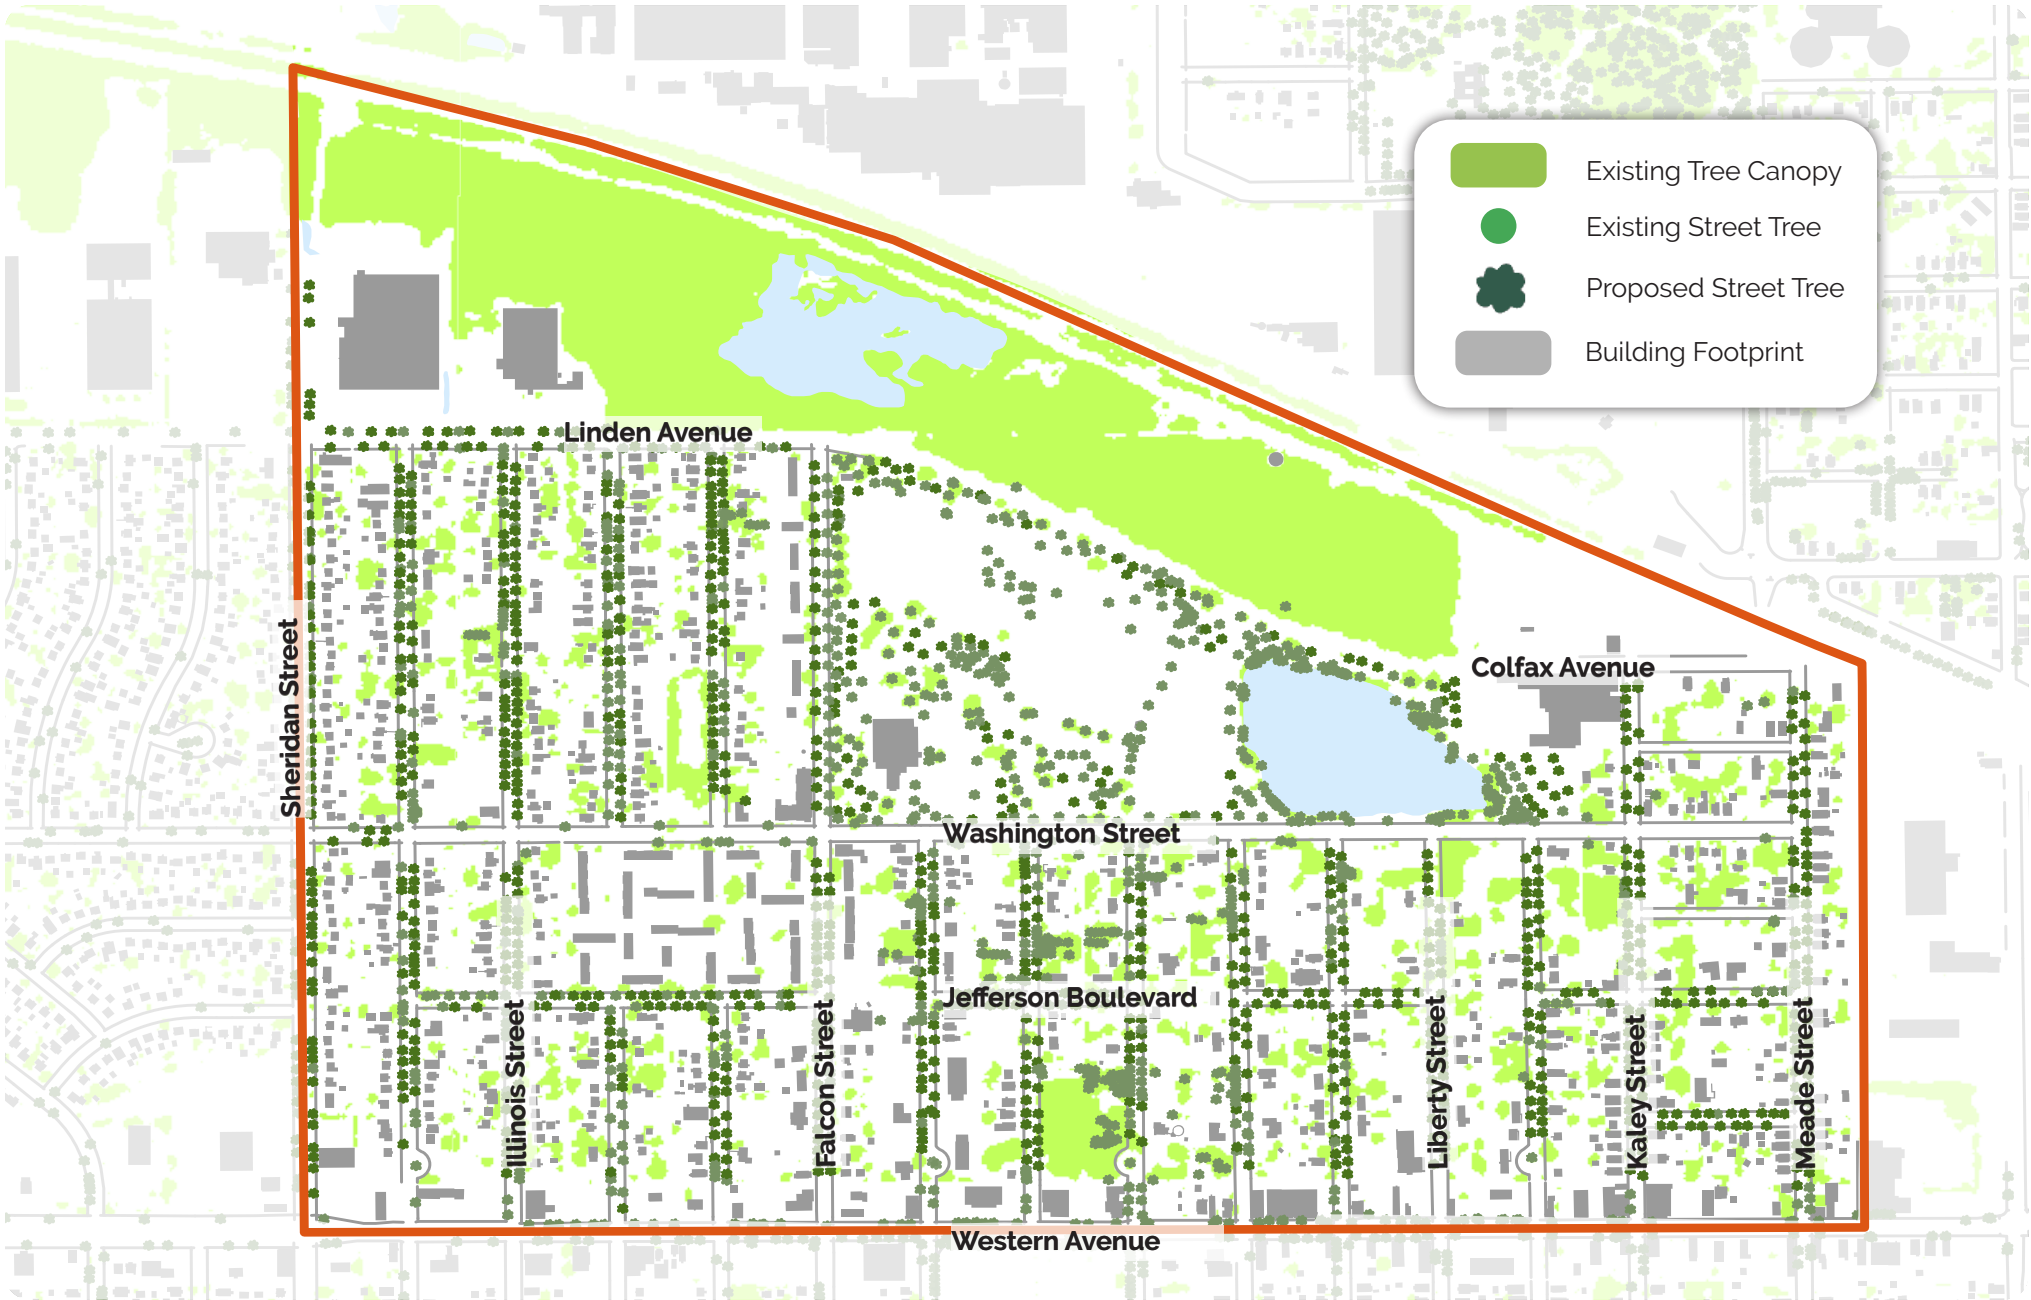 Existing Tree Canopy
Existing Street Tree
Proposed Street Tree
Building Footprint
Linden Avenue
Sheridan Street
Colfax Avenue
Washington Street
Jefferson Boulevard
Illinois Street
Falcon Street
Liberty Street
Kaley Street
Meade Street
Western Avenue